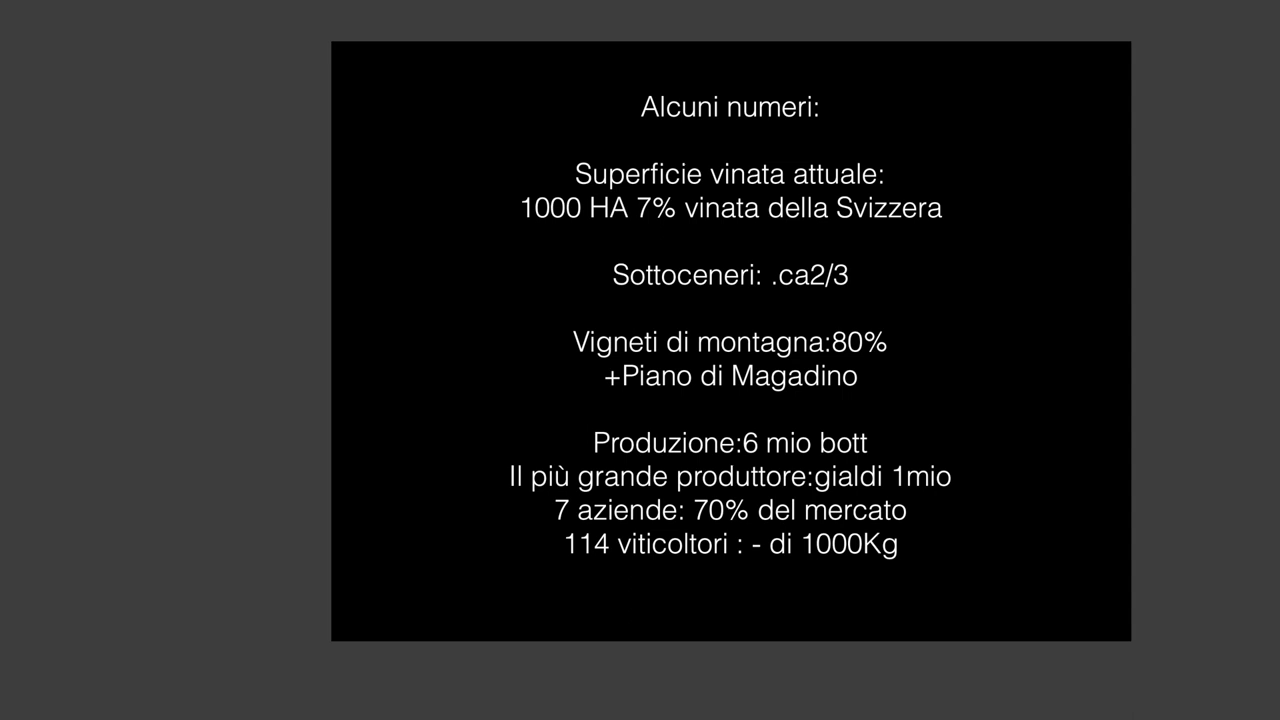 Alcuni numeri:
Superficie vinata attuale:
1000 HA 7% vinata della Svizzera
Sottoceneri: .ca2/3
Vigneti di montagna:80%
+Piano di Magadino
Produzione:6 mio bott
Il più grande produttore:gialdi 1mio
7 aziende: 70% del mercato
114 viticoltori : - di 1000Kg